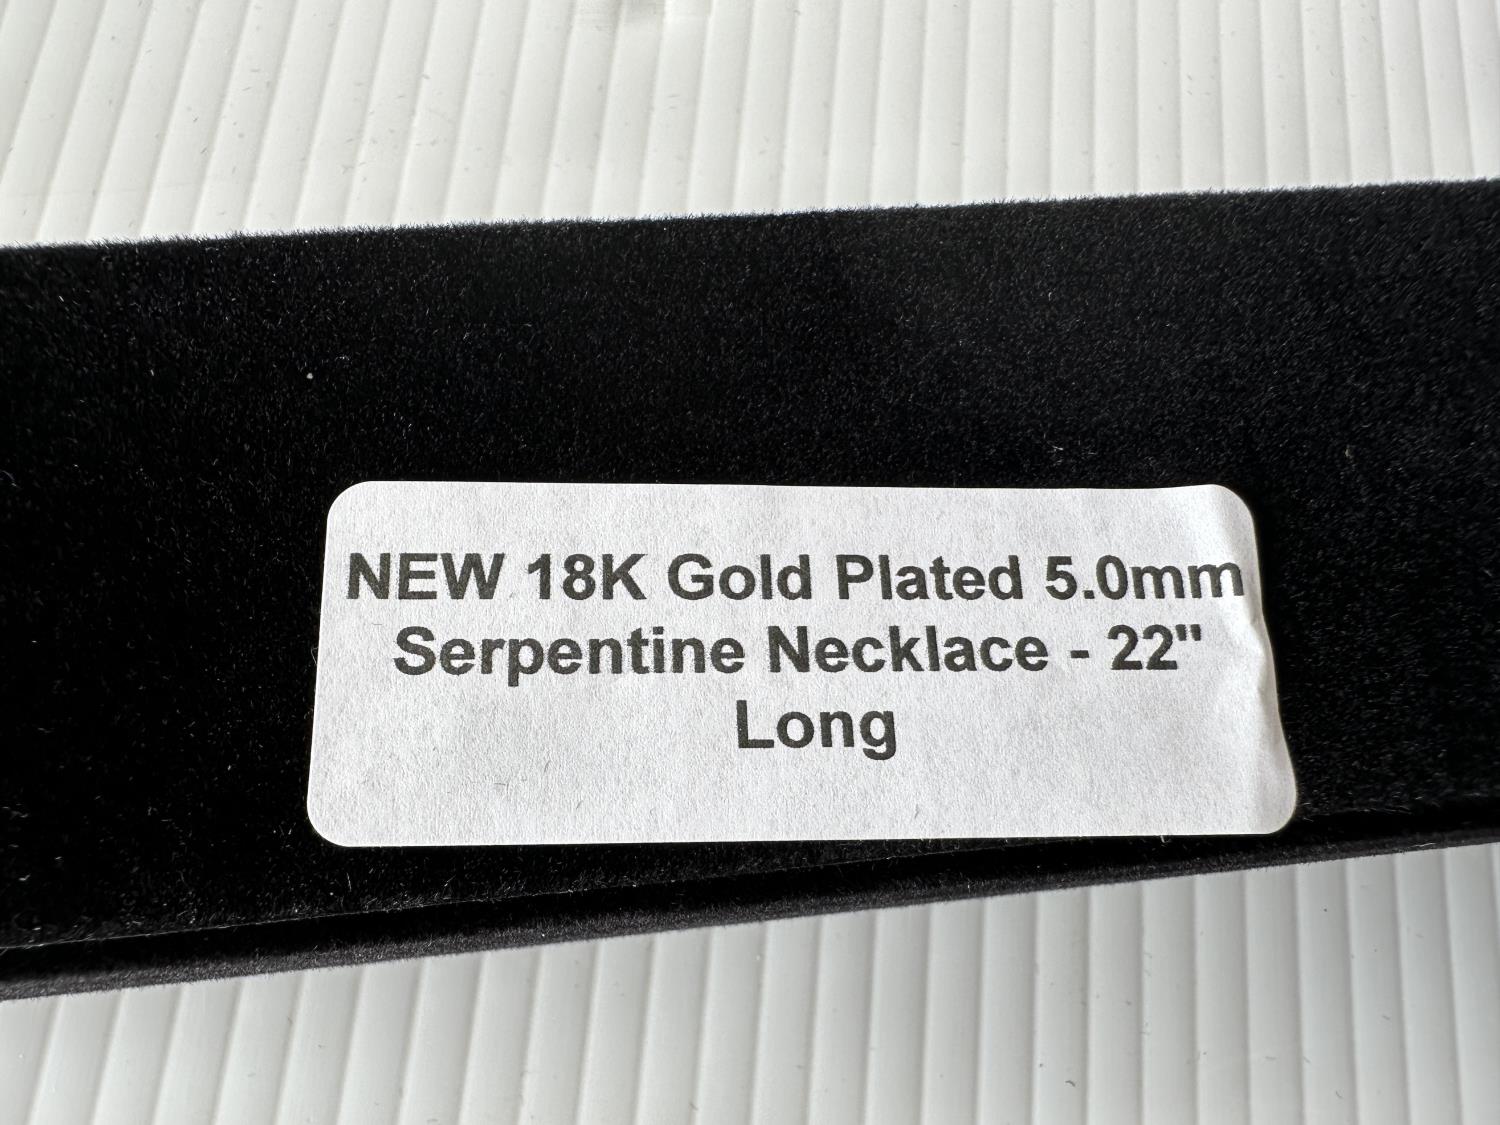 NEW 18K Gold Plated 5.0mm
Serpentine Necklace - 22"
Long